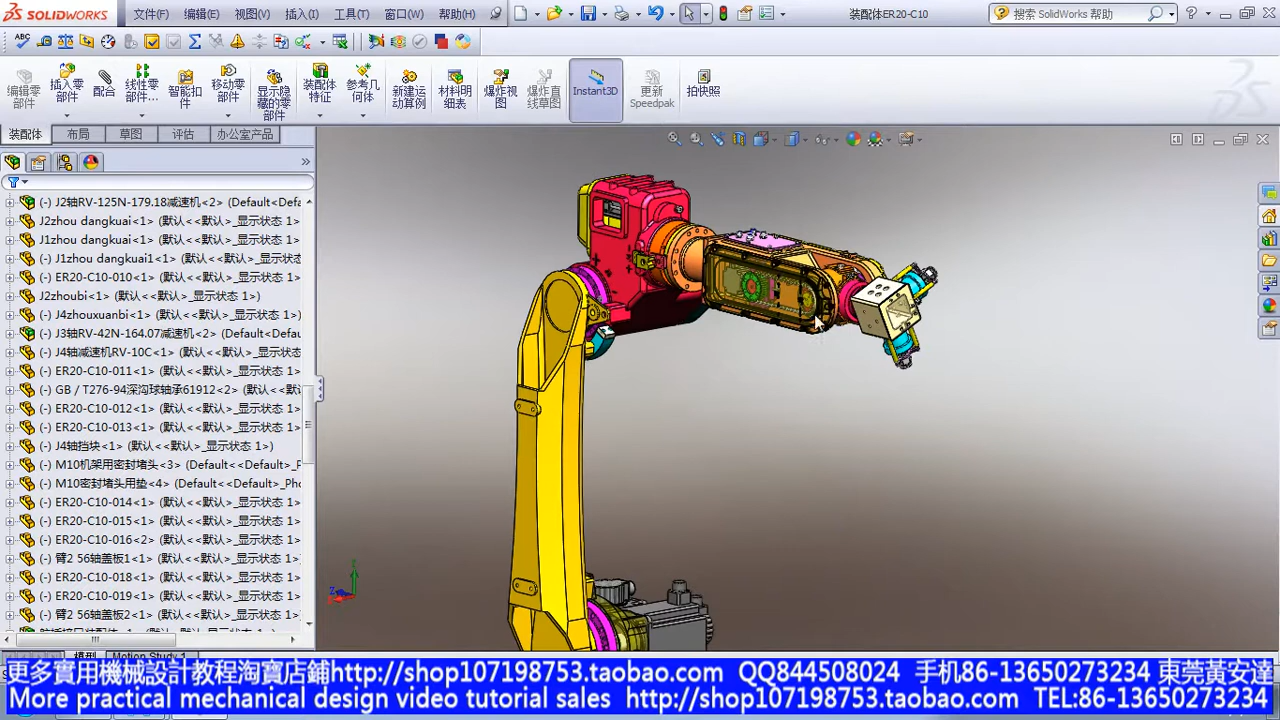 SOLIDWORKS 文件(F) 编辑(E) 视图(V) 插入(I) 工具(T) 窗口(W) 帮助(H) 装配体ER20-C10 搜索 SolidWorks 帮助
编辑零部件 插入零部件 配合 线性零部件... 智能扣件 移动零部件 显示隐藏的零部件 装配体特征 参考几何体 新建运动算例 材料明细表 爆炸视图 爆炸直线草图 Instant3D 更新Speedpak 拍快照
装配体 布局 草图 评估 办公室产品
(-) J2轴RV-125N-179.18减速机<2> (Default<Defa
J2zhou dangkuai<1> (默认<<默认>_显示状态 1>)
J1zhou dangkuai<1> (默认<<默认>_显示状态 1>
(-) J1zhou dangkuai<1> (默认<<默认>_显示状态 1>
(-) ER20-C10-010<1> (默认<<默认>_显示状态 1>
J2zhoubi<1> (默认<<默认>_显示状态 1>)
(-) J4zhouxuanbi<1> (默认<<默认>_显示状态 1>
(-) J3轴RV-42N-164.07减速机<1> (默认<<默认>
(-) J4轴减速机RV-10C<1> (默认<<默认>_显示状
(-) ER20-C10-011<1> (默认<<默认>_显示状态 1>
(-) GB / T276-94深沟球轴承61912<2> (默认<<默
(-) ER20-C10-012<1> (默认<<默认>_显示状态 1>
(-) ER20-C10-013<1> (默认<<默认>_显示状态 1>
(-) J4轴挡块<1> (默认<<默认>_显示状态 1>)
(-) M10机架用密封堵头<3> (Default<<Default>_F
(-) M10密封堵头用垫<4> (Default<<Default>_Pho
(-) ER20-C10-014<1> (默认<<默认>_显示状态 1>
(-) ER20-C10-015<1> (默认<<默认>_显示状态 1>
(-) ER20-C10-016<2> (默认<<默认>_显示状态 1>
(-) 臂2 56轴盖板1<1> (默认<<默认>_显示状态 1>
(-) ER20-C10-018<1> (默认<<默认>_显示状态 1>
(-) ER20-C10-019<1> (默认<<默认>_显示状态 1>
(-) 臂2 56轴盖板2<1> (默认<<默认>_显示状态 1>
模型 Motion Study 1
更多實用機械設計教程淘寶店鋪http://shop107198753.taobao.com QQ844508024 手机86-13650273234 東莞黃安達
More practical mechanical design video tutorial sales http://shop107198753.taobao.com TEL:86-13650273234